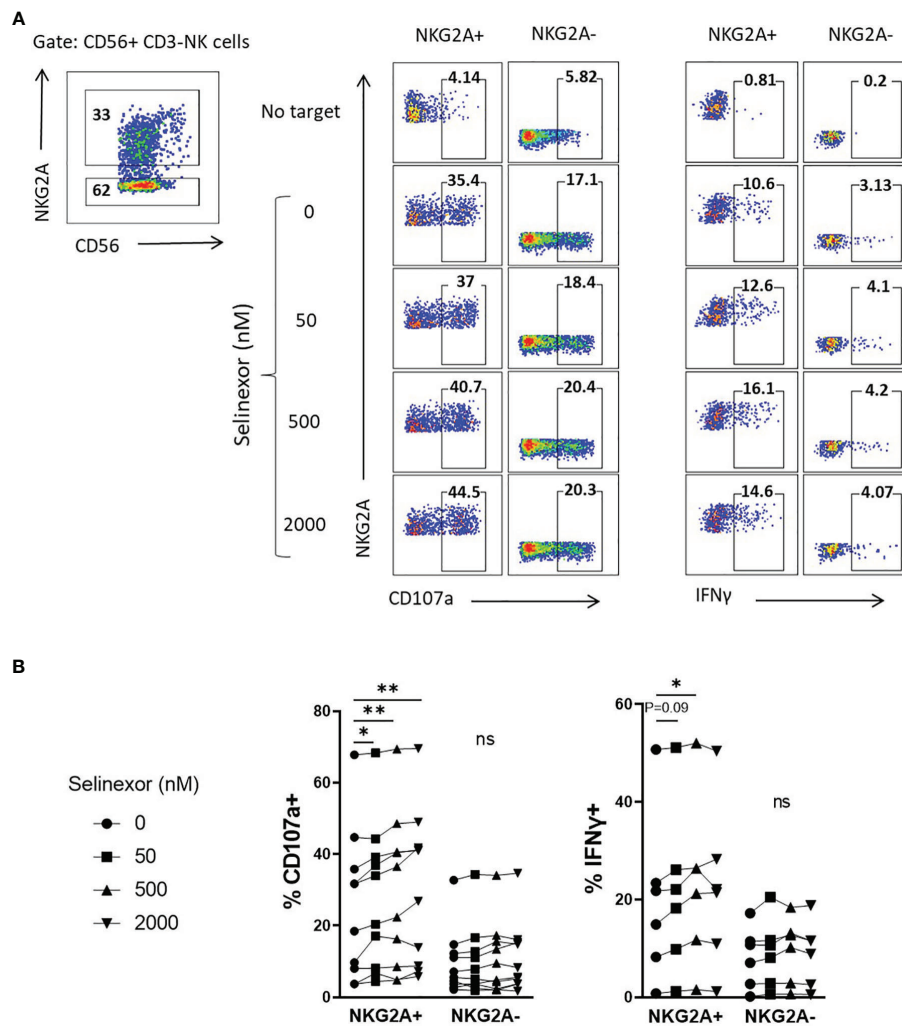 A
Gate: CD56+ CD3-NK cells
NKG2A+ NKG2A- NKG2A+ NKG2A-
NKG2A
33
62
CD56
No target
4.14 5.82 0.81 0.2
Selinexor (nM)
0
35.4 17.1 10.6 3.13
50
37 18.4 12.6 4.1
500
40.7 20.4 16.1 4.2
2000
44.5 20.3 14.6 4.07
NKG2A
CD107a IFNγ
B
Selinexor (nM)
0
50
500
2000
% CD107a+
80
60
40
20
0
**
**
*
ns
NKG2A+ NKG2A-
% IFNγ+
60
40
20
0
*
P=0.09
ns
NKG2A+ NKG2A-